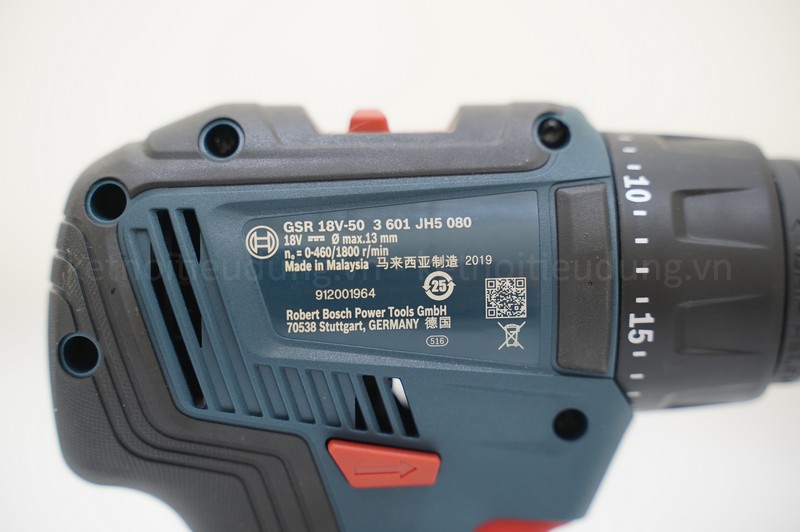 GSR 18V-50 3 601 JH5 080
18V ⎓ Ø max.13 mm
n₀ = 0-460/1800 r/min
Made in Malaysia 马来西亚制造 2019
912001964
25
Robert Bosch Power Tools GmbH
70538 Stuttgart, GERMANY 德国
516
10
15